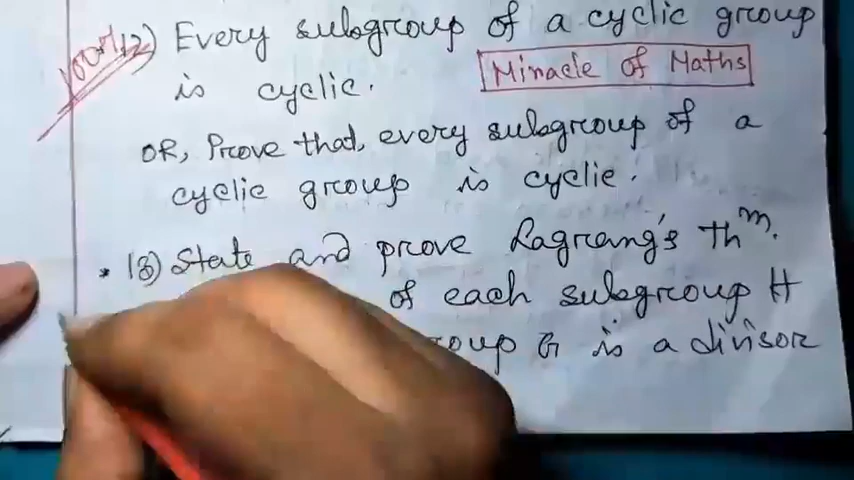 100% 12) Every subgroup of a cyclic group
is cyclic. Miracle of Maths
OR, Prove that, every subgroup of a
cyclic group is cyclic.
* 13) State and prove Lagrang's Thm.
of each subgroup H
G is a divisor